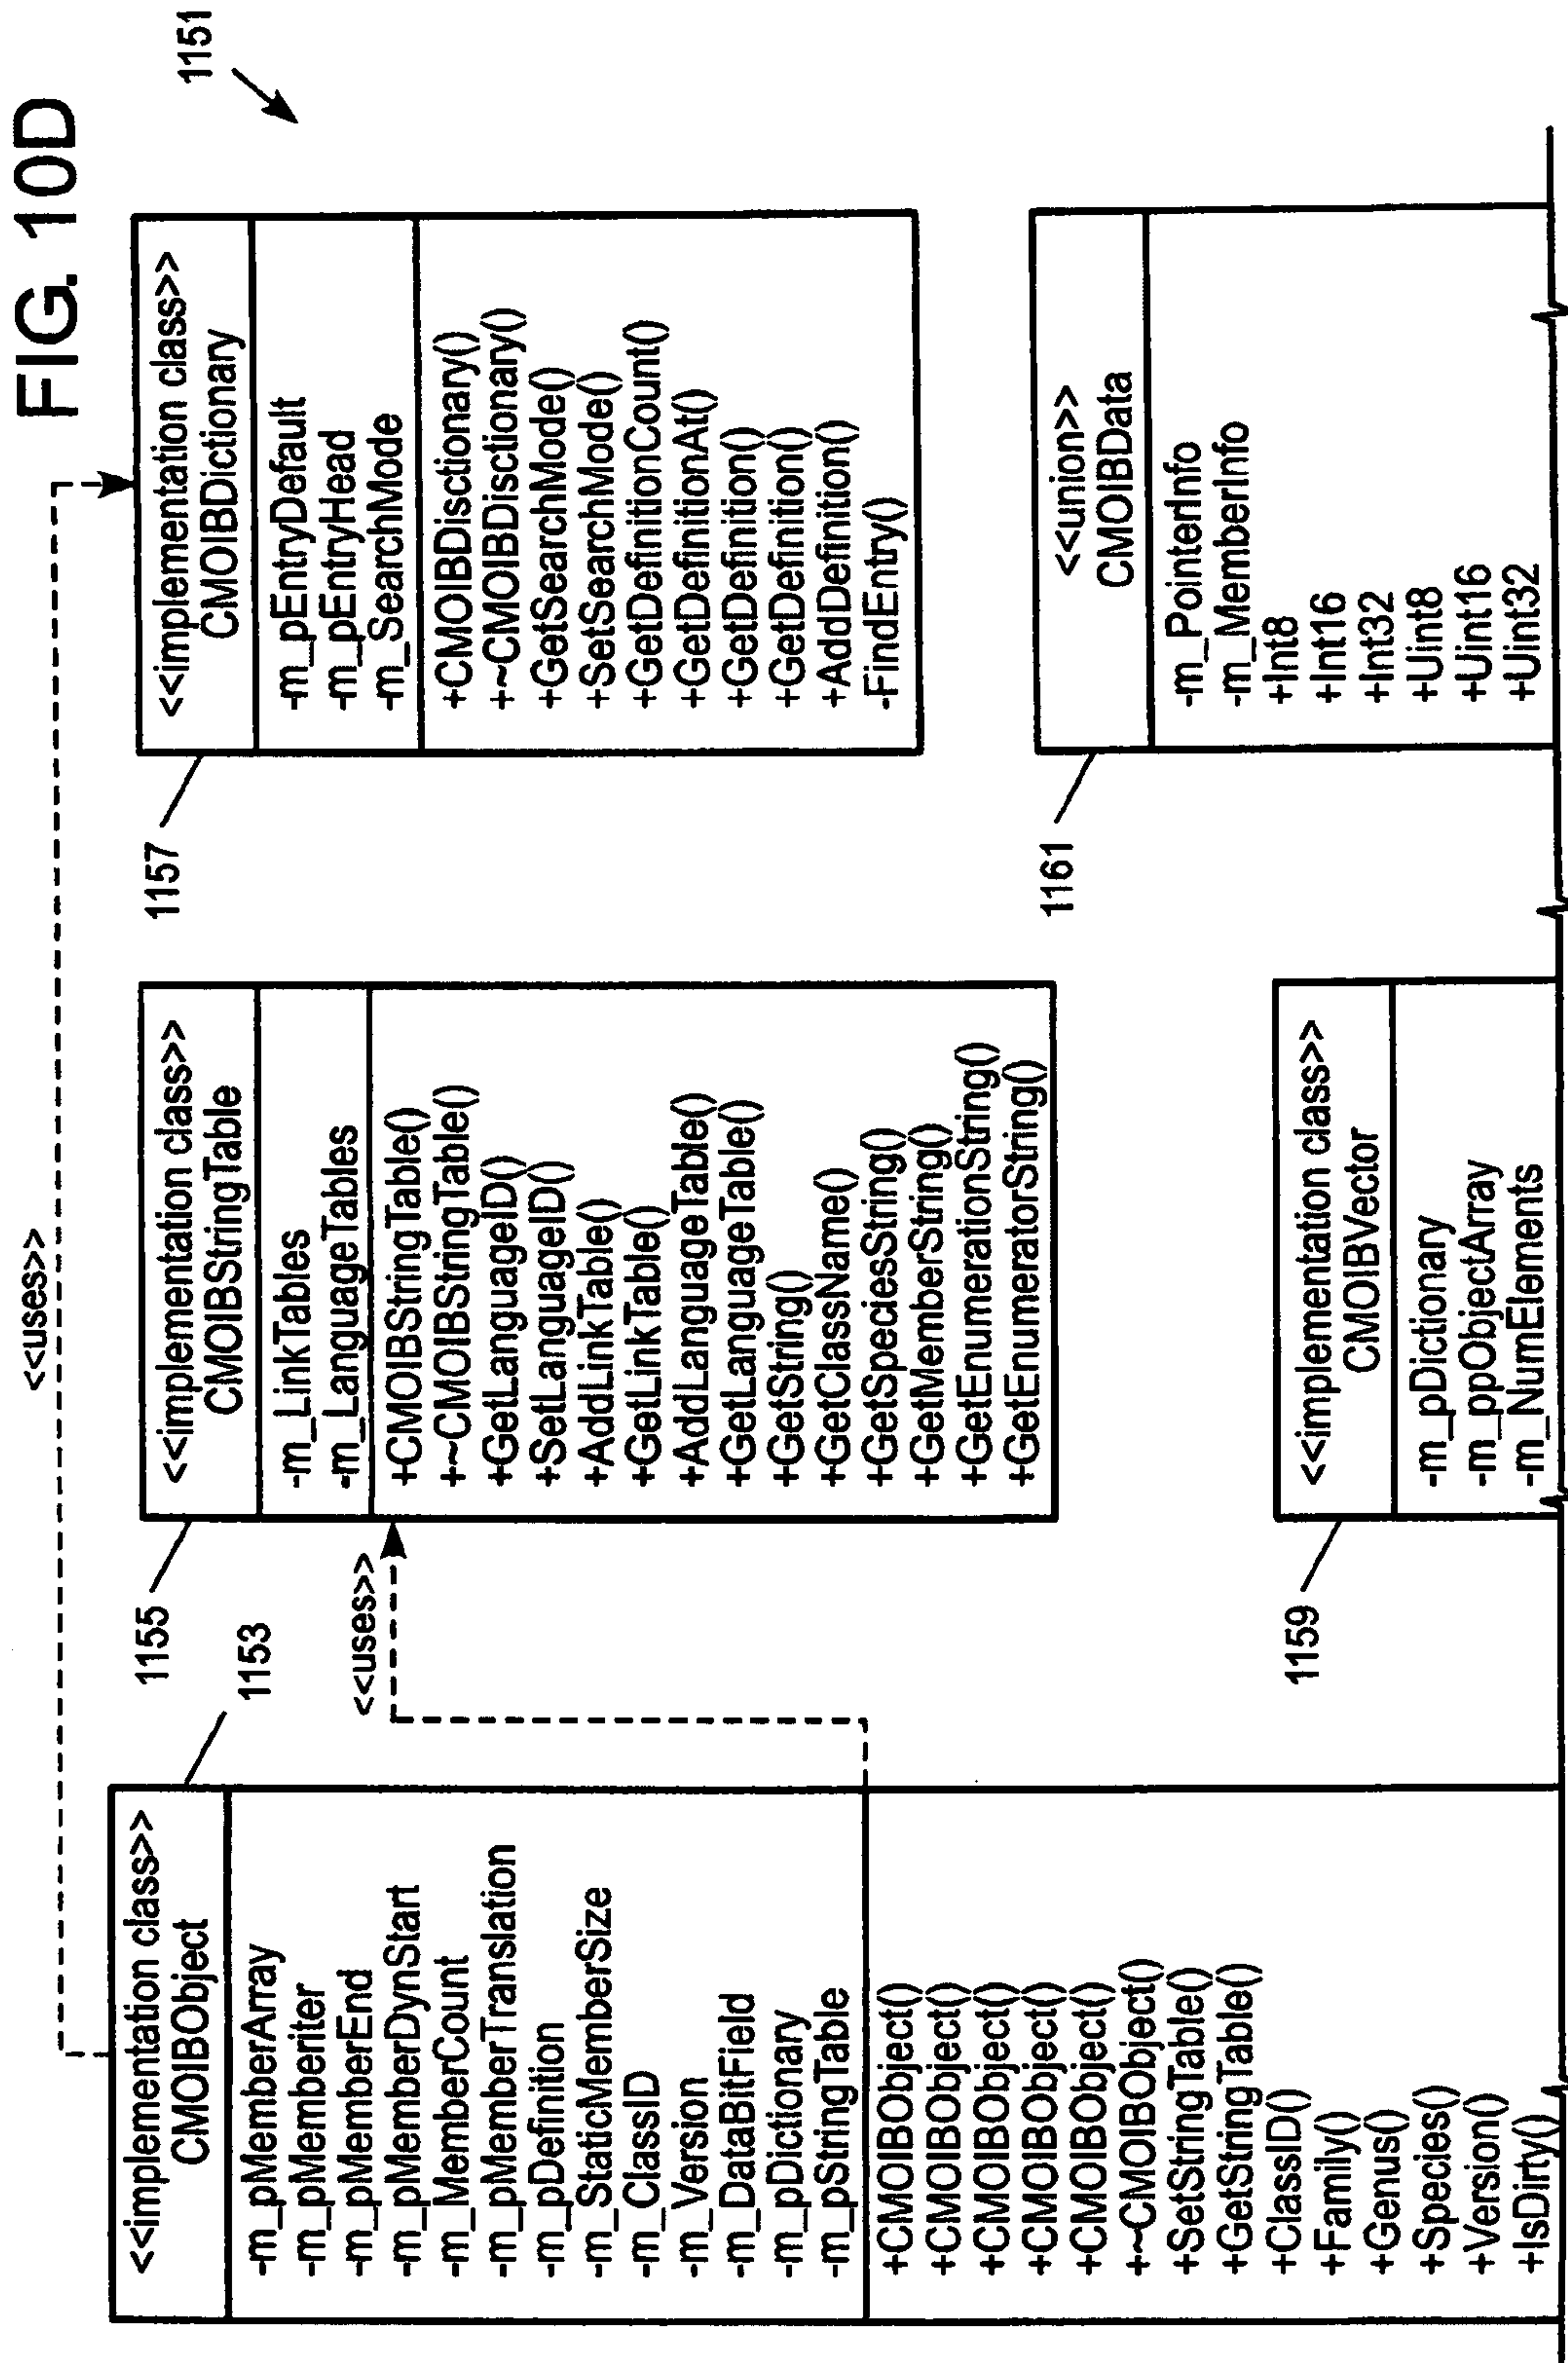 FIG. 10D
1151
<<uses>>
1153
<<implementation class>>
CMOIBObject
-m_pMemberArray
-m_pMemberiter
-m_pMemberEnd
-m_pMemberDynStart
-m_MemberCount
-m_pMemberTranslation
-m_pDefinition
-m_StaticMemberSize
-m_ClassID
-m_Version
-m_DataBitField
-m_pDictionary
-m_pStringTable
+CMOIBObject()
+CMOIBObject()
+CMOIBObject()
+CMOIBObject()
+CMOIBObject()
+~CMOIBObject()
+SetStringTable()
+GetStringTable()
+ClassID()
+Family()
+Genus()
+Species()
+Version()
+IsDirty()
<<uses>>
1155
<<implementation class>>
CMOIBStringTable
-m_LinkTables
-m_LanguageTables
+CMOIBStringTable()
+~CMOIBStringTable()
+GetLanguageID()
+SetLanguageID()
+AddLinkTable()
+GetLinkTable()
+AddLanguageTable()
+GetLanguageTable()
+GetString()
+GetClassName()
+GetSpeciesString()
+GetMemberString()
+GetEnumerationString()
+GetEnumeratorString()
1157
<<implementation class>>
CMOIBDictionary
-m_pEntryDefault
-m_pEntryHead
-m_SearchMode
+CMOIBDisctionary()
+~CMOIBDisctionary()
+GetSearchMode()
+SetSearchMode()
+GetDefinitionCount()
+GetDefinitionAt()
+GetDefinition()
+GetDefinition()
+AddDefinition()
-FindEntry()
1159
<<implementation class>>
CMOIBVector
-m_pDictionary
-m_ppObjectArray
-m_NumElements
1161
<<union>>
CMOIBData
-m_PointerInfo
-m_MemberInfo
+Int8
+Int16
+Int32
+Uint8
+Uint16
+Uint32